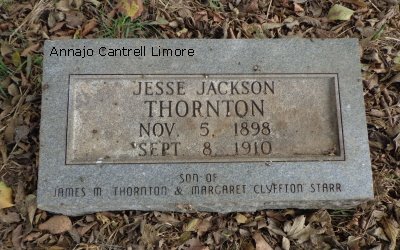 Annajo Cantrell Limore
JESSE JACKSON
THORNTON
NOV. 5, 1898
SEPT 8, 1910
SON OF
JAMES M THORNTON & MARGARET CLYFFTON STARR